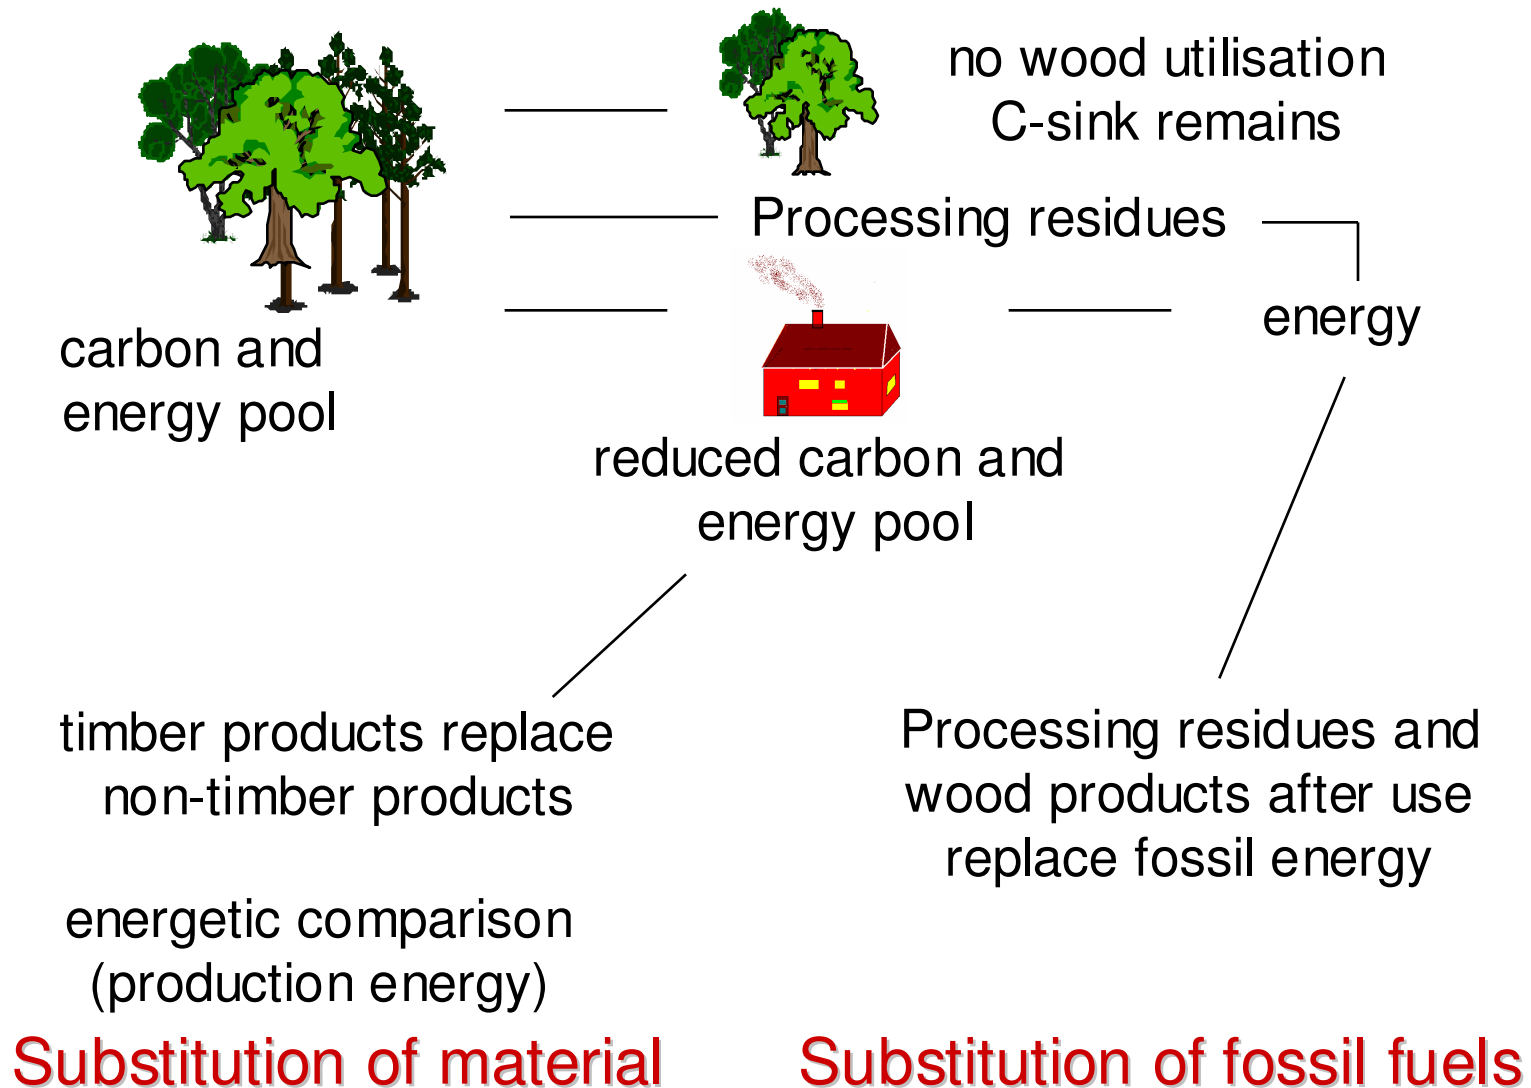 no wood utilisation
C-sink remains
Processing residues
energy
carbon and
energy pool
reduced carbon and
energy pool
timber products replace
non-timber products
energetic comparison
(production energy)
Substitution of material
Processing residues and
wood products after use
replace fossil energy
Substitution of fossil fuels